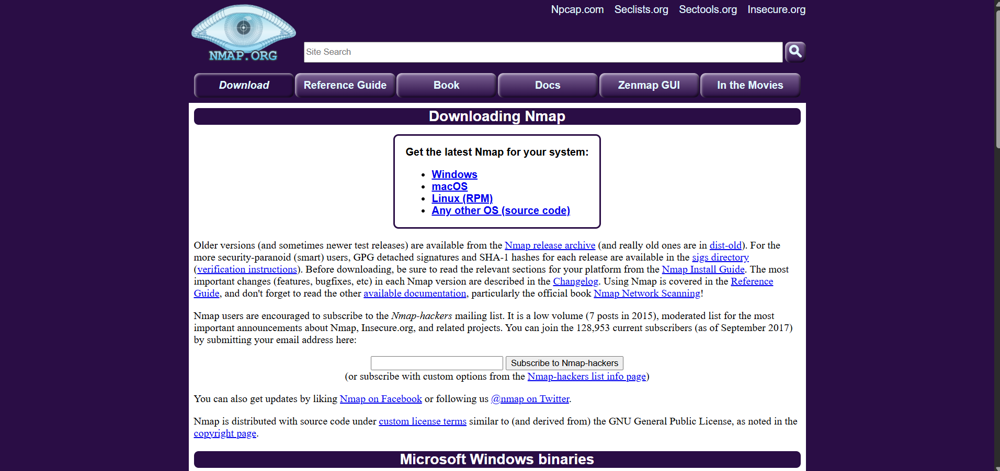 Npcap.com Seclists.org Sectools.org Insecure.org
NMAP.ORG
Site Search
Download Reference Guide Book Docs Zenmap GUI In the Movies
Downloading Nmap
Get the latest Nmap for your system:
• Windows
• macOS
• Linux (RPM)
• Any other OS (source code)
Older versions (and sometimes newer test releases) are available from the Nmap release archive (and really old ones are in dist-old). For the
more security-paranoid (smart) users, GPG detached signatures and SHA-1 hashes for each release are available in the sigs directory
(verification instructions). Before downloading, be sure to read the relevant sections for your platform from the Nmap Install Guide. The most
important changes (features, bugfixes, etc) in each Nmap version are described in the Changelog. Using Nmap is covered in the Reference
Guide, and don't forget to read the other available documentation, particularly the official book Nmap Network Scanning!
Nmap users are encouraged to subscribe to the Nmap-hackers mailing list. It is a low volume (7 posts in 2015), moderated list for the most
important announcements about Nmap, Insecure.org, and related projects. You can join the 128,953 current subscribers (as of September 2017)
by submitting your email address here:
Subscribe to Nmap-hackers
(or subscribe with custom options from the Nmap-hackers list info page)
You can also get updates by liking Nmap on Facebook or following us @nmap on Twitter.
Nmap is distributed with source code under custom license terms similar to (and derived from) the GNU General Public License, as noted in the
copyright page.
Microsoft Windows binaries